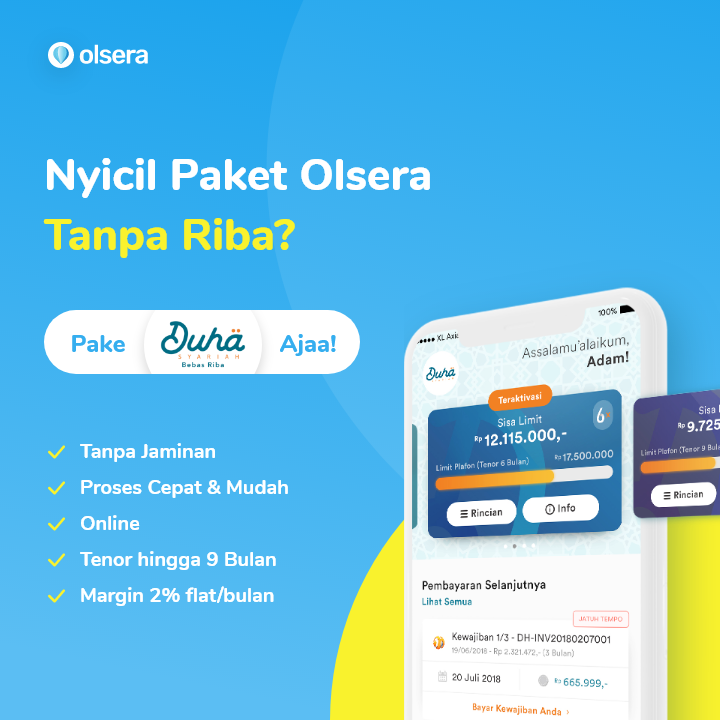 olsera
Nyicil Paket Olsera
Tanpa Riba?
Pake Duhä Ajaa!
SYARIAH
Bebas Riba
Tanpa Jaminan
Proses Cepat & Mudah
Online
Tenor hingga 9 Bulan
Margin 2% flat/bulan
XL Axia
100%
Duhä
Assalamu'alaikum,
Adam!
Teraktivasi
Sisa Limit
6
Rp 12.115.000,-
Limit Plafon (Tenor 6 Bulan)
Rp 17.500.000
Rincian
Info
Sisa
Rp 9.725
Limit Plafon (Tenor 9 Bulan
Rincian
Pembayaran Selanjutnya
Lihat Semua
JATUH TEMPO
Kewajiban 1/3 - DH-INV20180207001
19/06/2018 - Rp 2.321.472,- (3 Bulan)
20 Juli 2018
Rp 665.999,-
Bayar Kewajiban Anda >